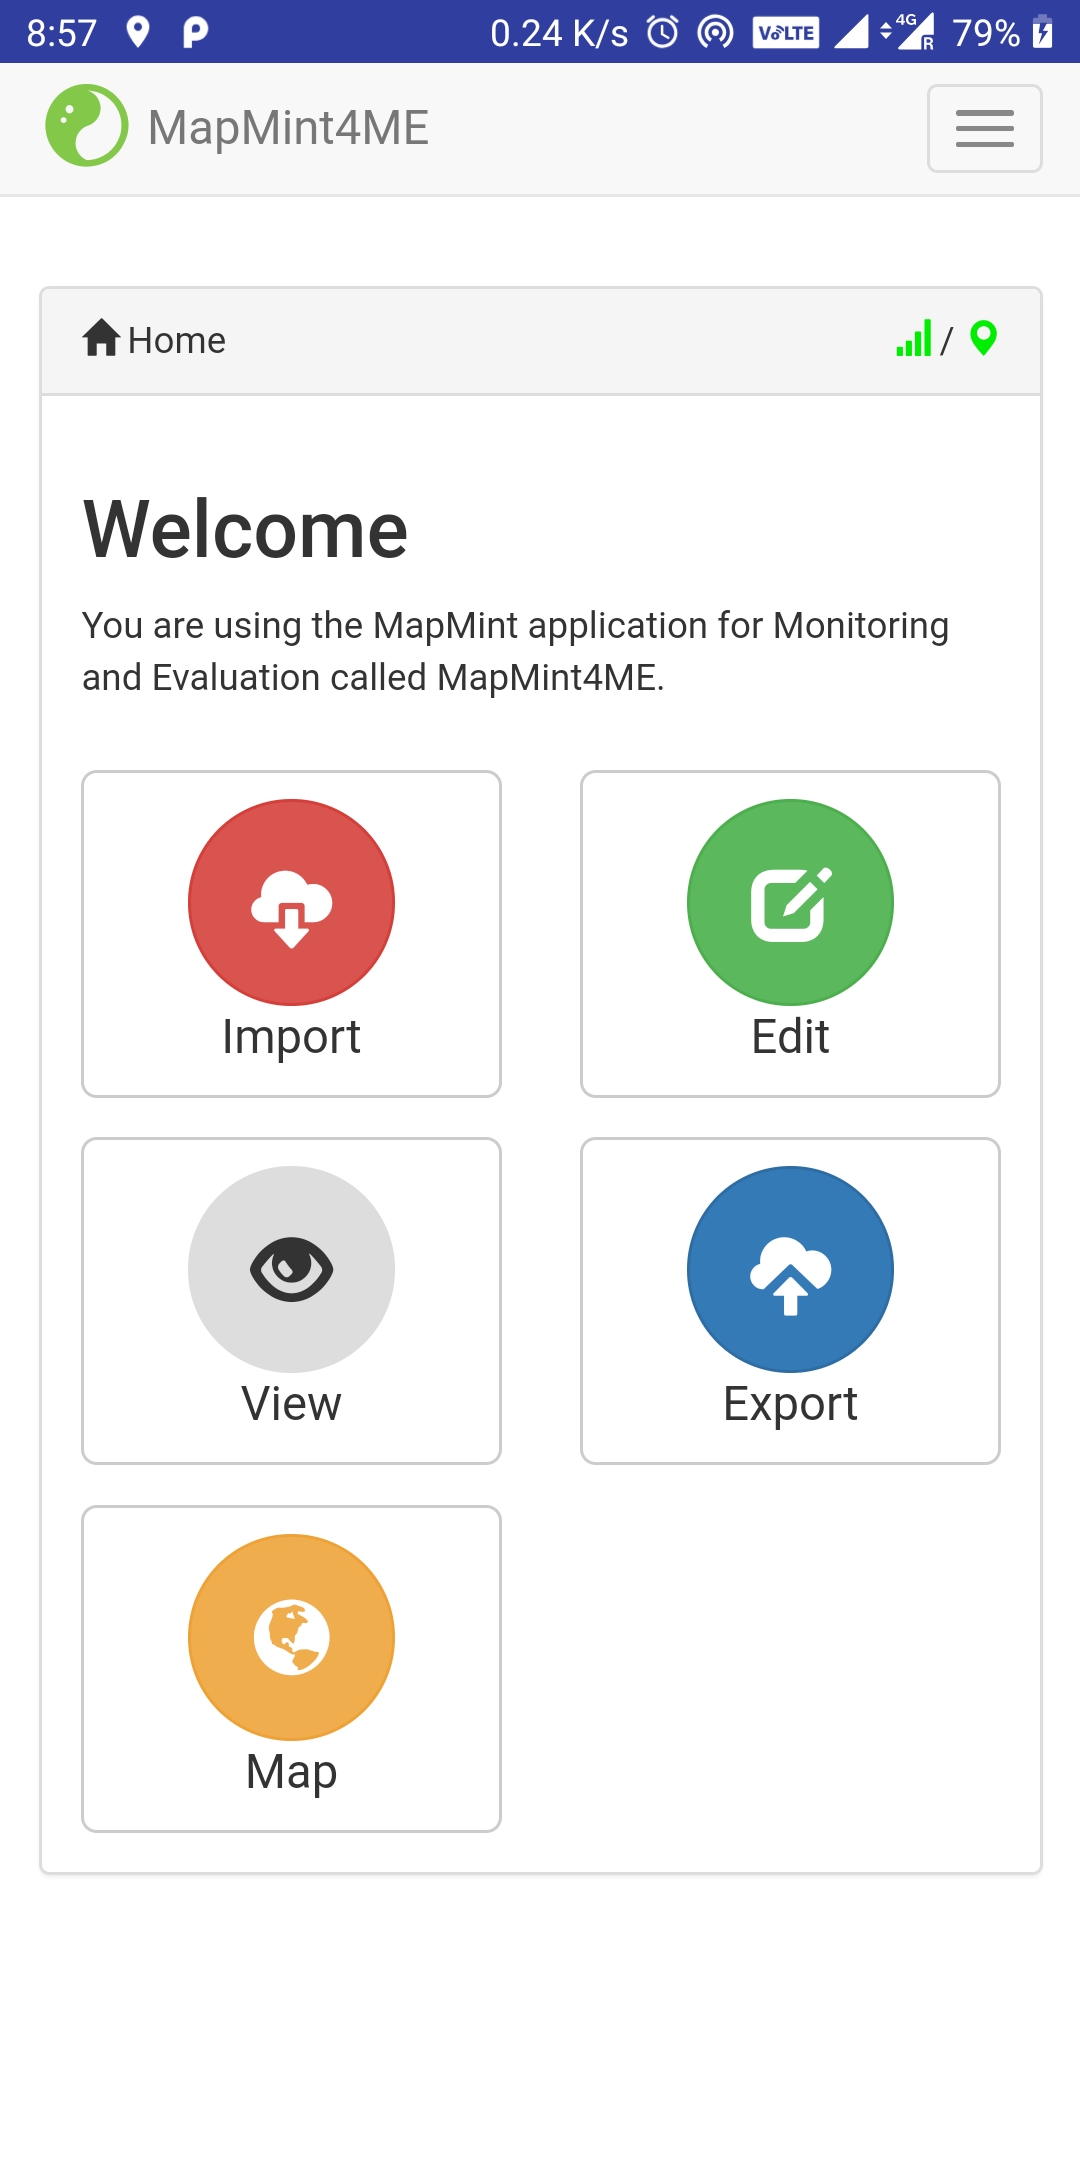 8:57 0.24 K/s VoLTE 4G R 79%
MapMint4ME
Home /
Welcome
You are using the MapMint application for Monitoring
and Evaluation called MapMint4ME.
Import Edit
View Export
Map